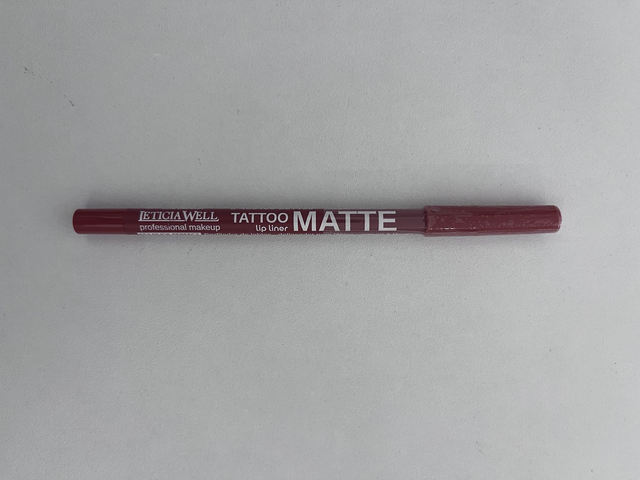 LETICIA WELL
professional makeup
TATTOO
lip liner
MATTE